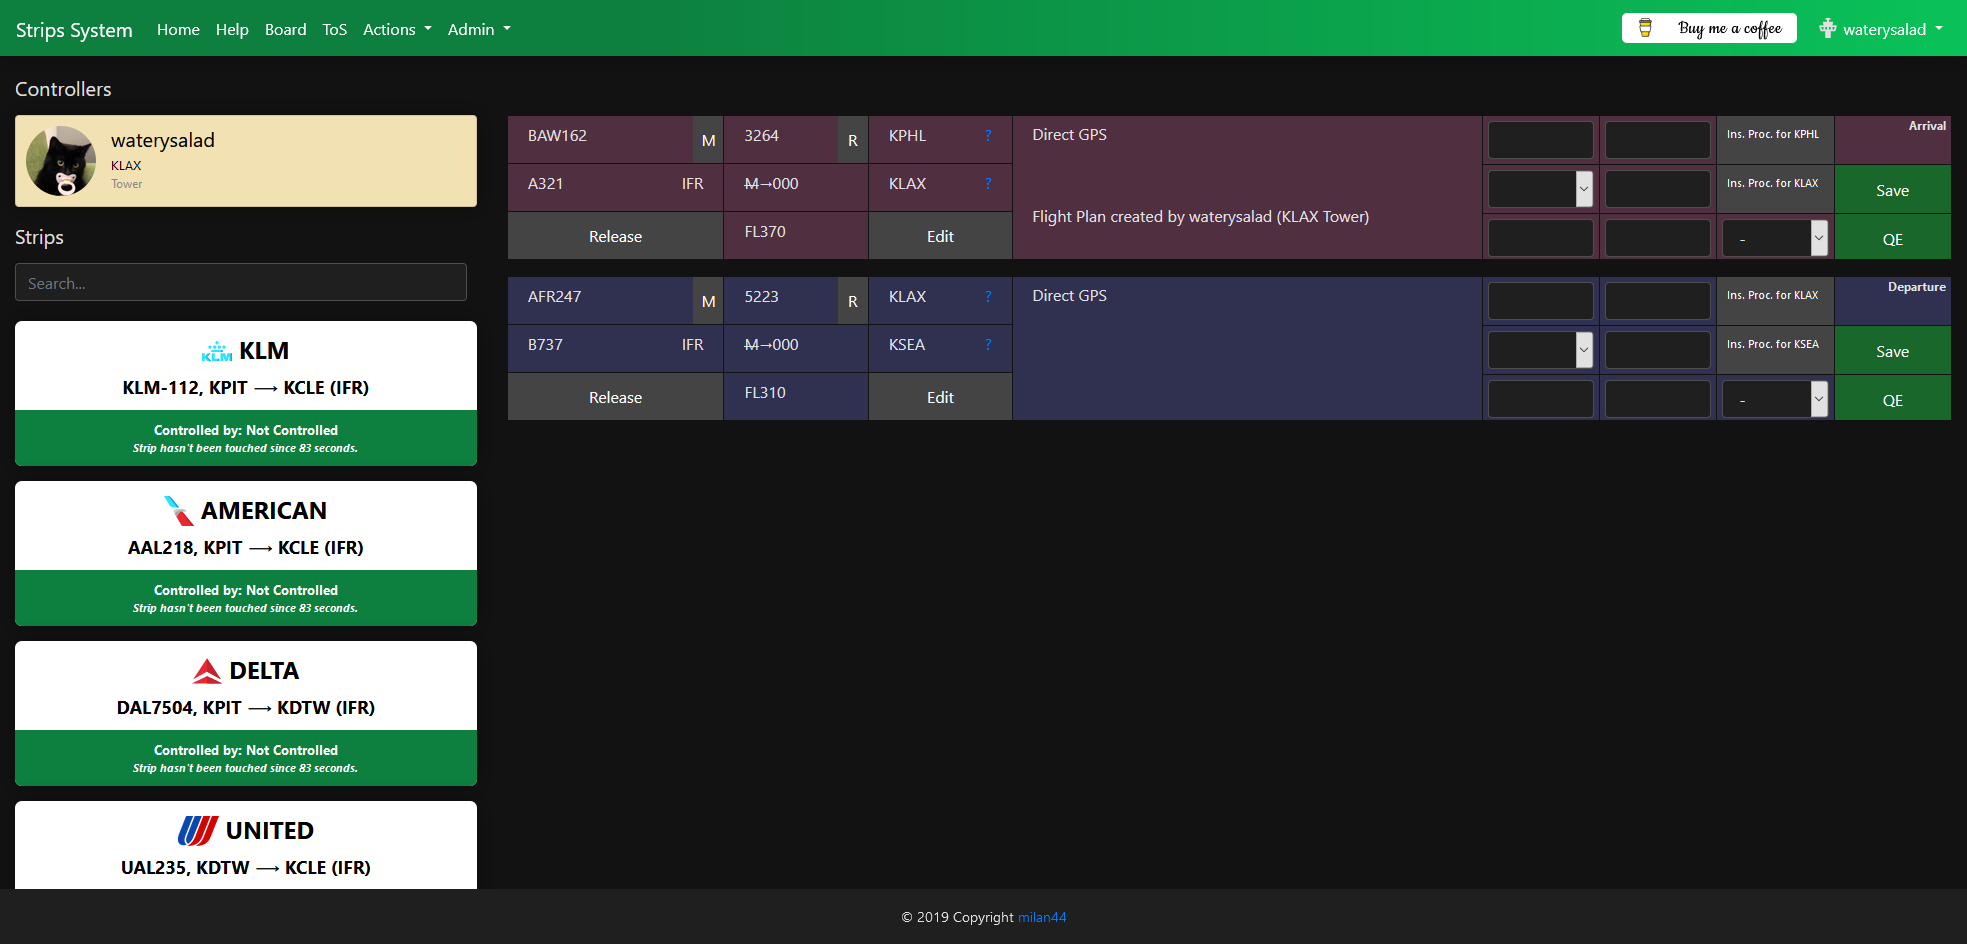 Strips System Home Help Board ToS Actions Admin Buy me a coffee waterysalad
Controllers
waterysalad
KLAX
Tower
Strips
Search...
KLM KLM
KLM-112, KPIT ⟶ KCLE (IFR)
Controlled by: Not Controlled
Strip hasn't been touched since 83 seconds.
AMERICAN
AAL218, KPIT ⟶ KCLE (IFR)
Controlled by: Not Controlled
Strip hasn't been touched since 83 seconds.
DELTA
DAL7504, KPIT ⟶ KDTW (IFR)
Controlled by: Not Controlled
Strip hasn't been touched since 83 seconds.
UNITED
UAL235, KDTW ⟶ KCLE (IFR)
BAW162 M 3264 R KPHL ? Direct GPS Ins. Proc. for KPHL Arrival
A321 IFR M→000 KLAX ? Ins. Proc. for KLAX Save
Flight Plan created by waterysalad (KLAX Tower)
Release FL370 Edit - QE
AFR247 M 5223 R KLAX ? Direct GPS Ins. Proc. for KLAX Departure
B737 IFR M→000 KSEA ? Ins. Proc. for KSEA Save
Release FL310 Edit - QE
© 2019 Copyright milan44